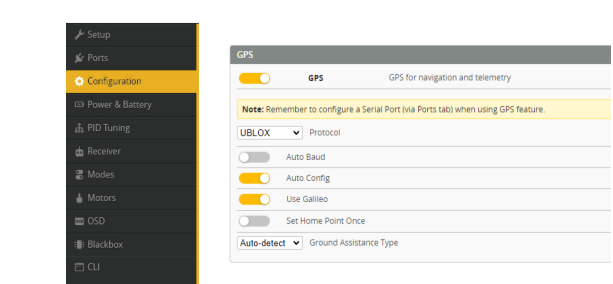 Setup
Ports
Configuration
Power & Battery
PID Tuning
Receiver
Modes
Motors
OSD
Blackbox
CLI
GPS
GPS GPS for navigation and telemetry
Note: Remember to configure a Serial Port (via Ports tab) when using GPS feature.
UBLOX Protocol
Auto Baud
Auto Config
Use Galileo
Set Home Point Once
Auto-detect Ground Assistance Type